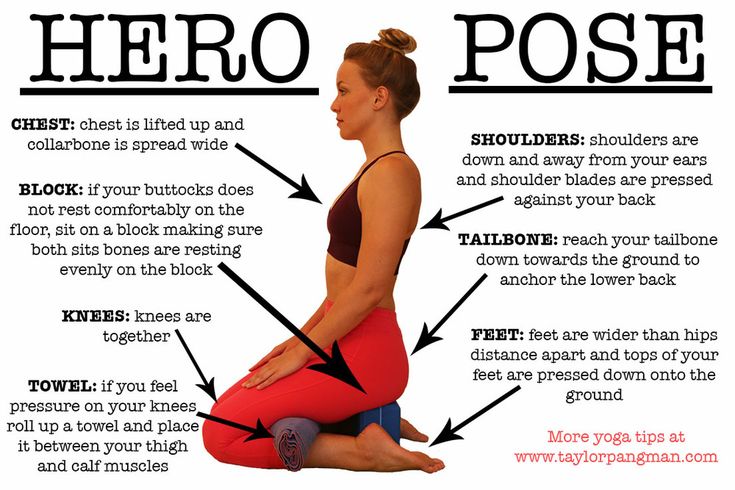 HERO POSE
CHEST: chest is lifted up and
collarbone is spread wide
BLOCK: if your buttocks does
not rest comfortably on the
floor, sit on a block making sure
both sits bones are resting
evenly on the block
KNEES: knees are
together
TOWEL: if you feel
pressure on your knees
roll up a towel and place
it between your thigh
and calf muscles
SHOULDERS: shoulders are
down and away from your ears
and shoulder blades are pressed
against your back
TAILBONE: reach your tailbone
down towards the ground to
anchor the lower back
FEET: feet are wider than hips
distance apart and tops of your
feet are pressed down onto the
ground
More yoga tips at
www.taylorpangman.com